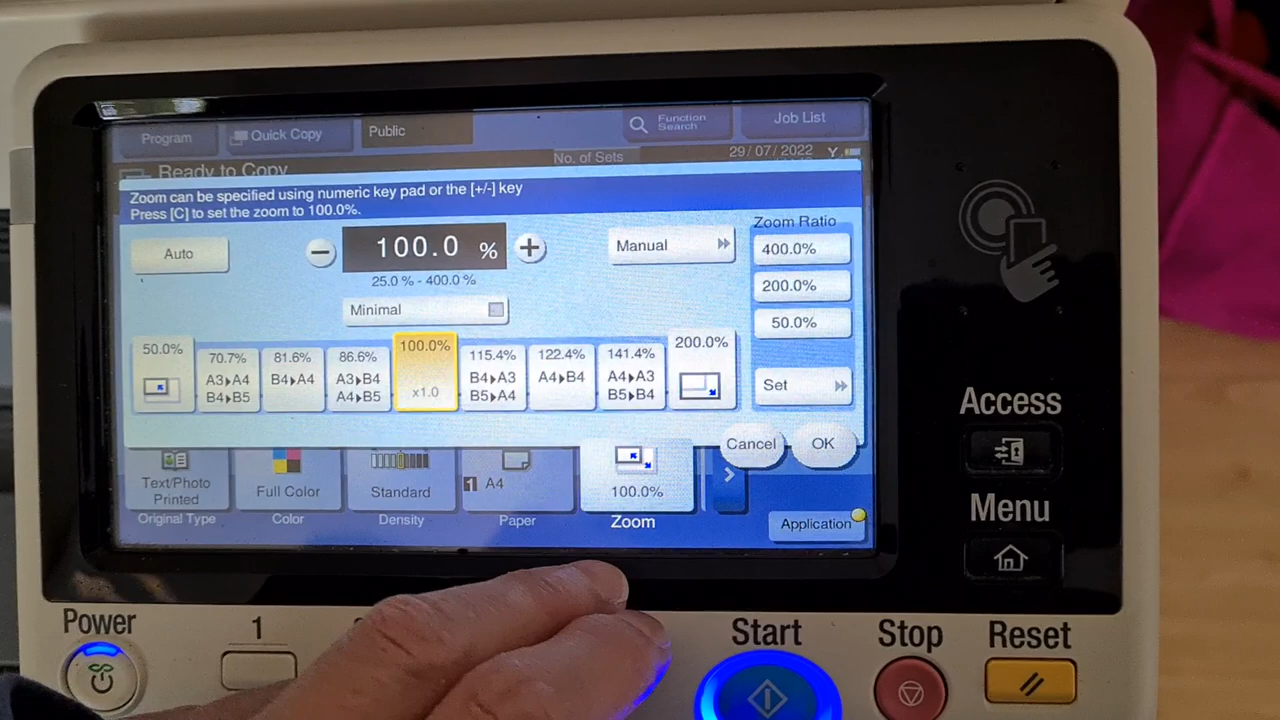 Program
Quick Copy
Public
Function
Search
Job List
Ready to Copy
No. of Sets
29/07/2022
Zoom can be specified using numeric key pad or the [+/-] key
Press [C] to set the zoom to 100.0%.
Zoom Ratio
Auto
100.0 %
Manual
400.0%
25.0 % - 400.0 %
200.0%
Minimal
50.0%
50.0%
70.7%
A3▶A4
B4▶B5
81.6%
B4▶A4
86.6%
A3▶B4
A4▶B5
100.0%
x1.0
115.4%
B4▶A3
B5▶A4
122.4%
A4▶B4
141.4%
A4▶A3
B5▶B4
200.0%
Set
Cancel
OK
Text/Photo
Printed
Original Type
Full Color
Color
Standard
Density
1 A4
Paper
100.0%
Zoom
Application
Access
Menu
Power
1
Start
Stop
Reset